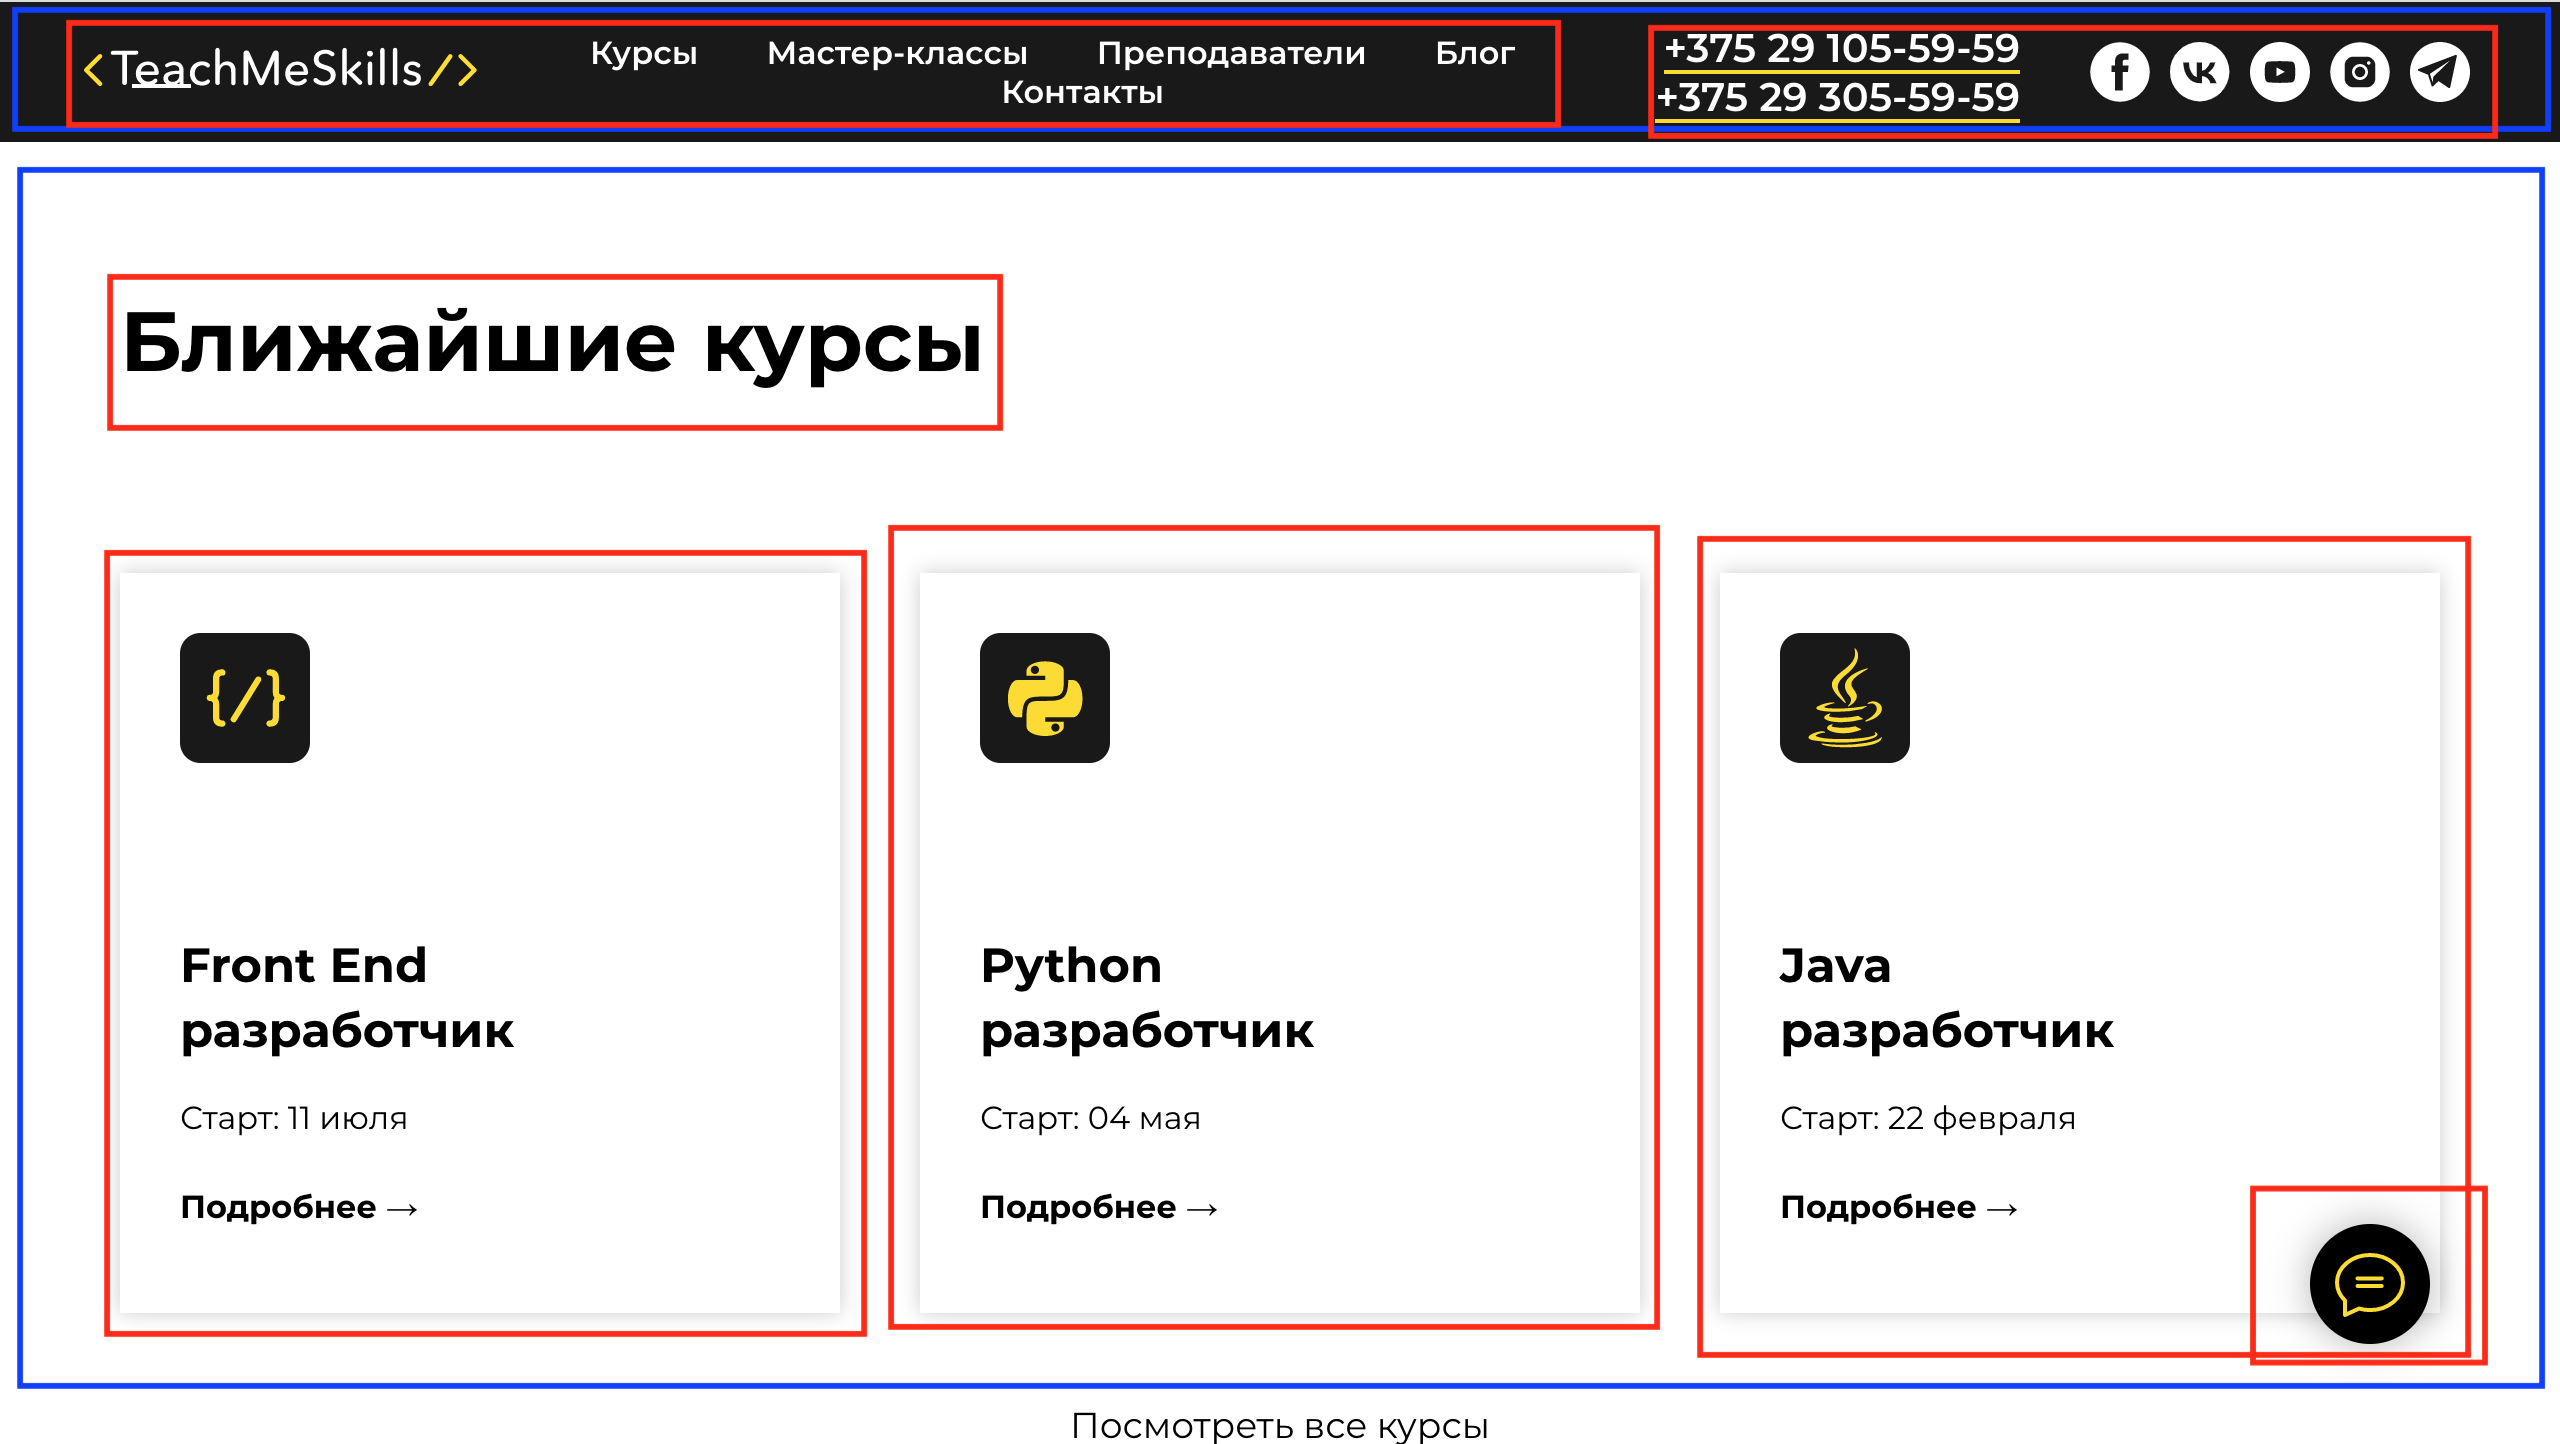 <TeachMeSkills/>
Курсы Мастер-классы Преподаватели Блог
Контакты
+375 29 105-59-59
+375 29 305-59-59
Ближайшие курсы
{/}
Front End
разработчик
Старт: 11 июля
Подробнее →
Python
разработчик
Старт: 04 мая
Подробнее →
Java
разработчик
Старт: 22 февраля
Подробнее →
Посмотреть все курсы